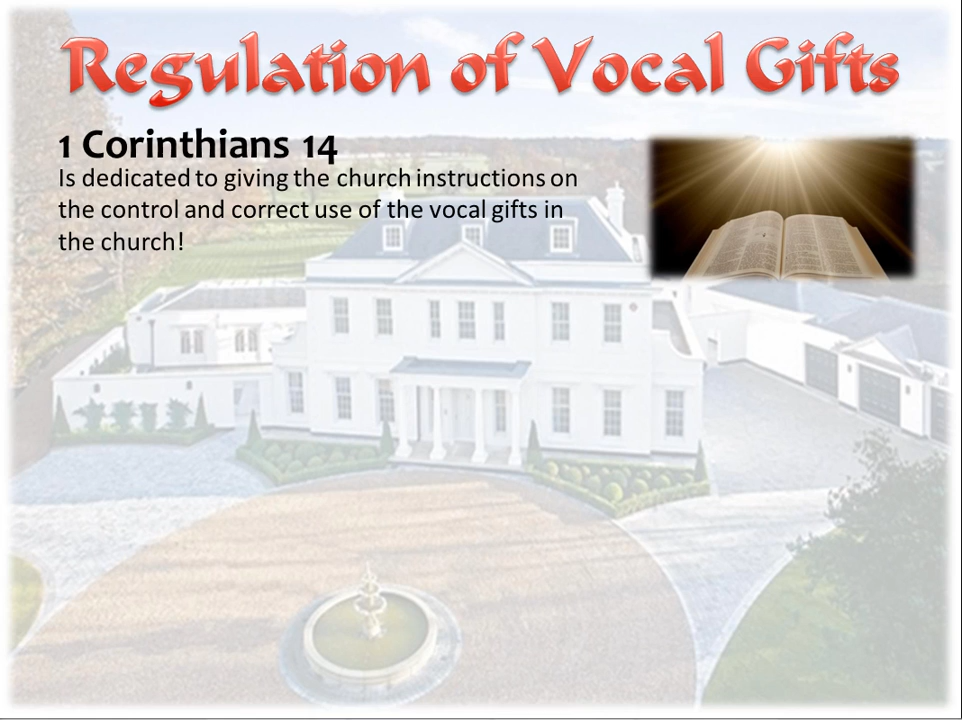 Regulation of Vocal Gifts
1 Corinthians 14
Is dedicated to giving the church instructions on
the control and correct use of the vocal gifts in
the church!